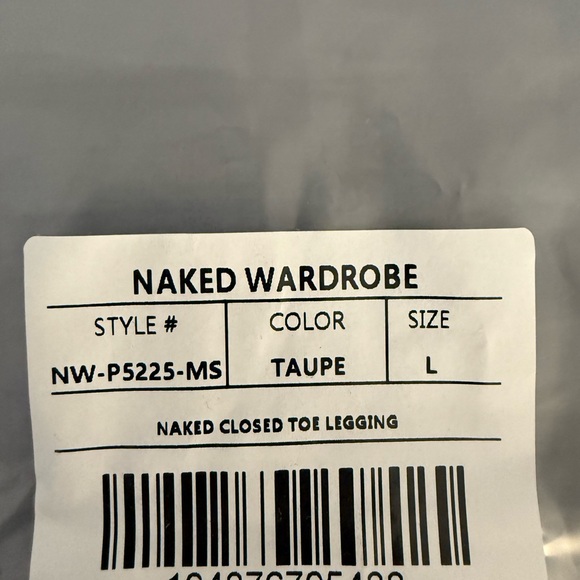 NAKED WARDROBE
STYLE # COLOR SIZE
NW-P5225-MS TAUPE L
NAKED CLOSED TOE LEGGING